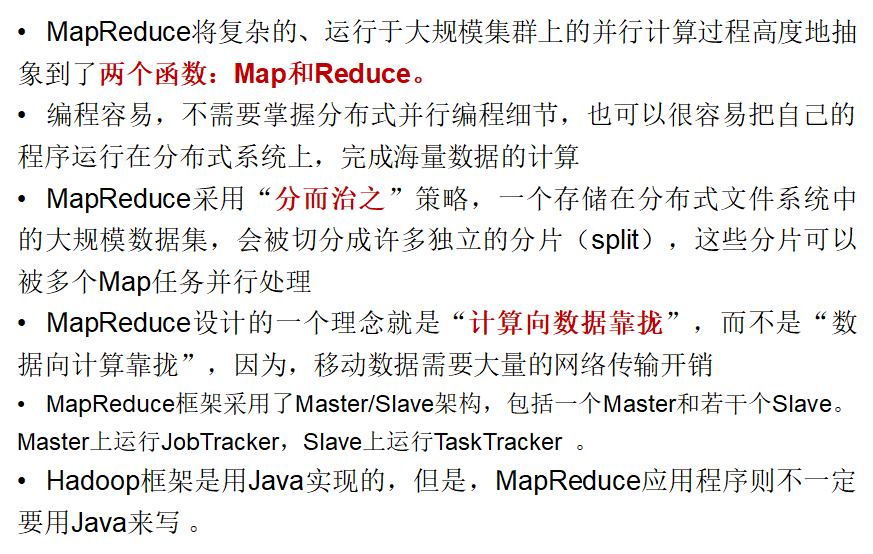 • MapReduce将复杂的、运行于大规模集群上的并行计算过程高度地抽
象到了两个函数：Map和Reduce。
• 编程容易，不需要掌握分布式并行编程细节，也可以很容易把自己的
程序运行在分布式系统上，完成海量数据的计算
• MapReduce采用“分而治之”策略，一个存储在分布式文件系统中
的大规模数据集，会被切分成许多独立的分片（split），这些分片可以
被多个Map任务并行处理
• MapReduce设计的一个理念就是“计算向数据靠拢”，而不是“数
据向计算靠拢”，因为，移动数据需要大量的网络传输开销
• MapReduce框架采用了Master/Slave架构，包括一个Master和若干个Slave。
Master上运行JobTracker，Slave上运行TaskTracker 。
• Hadoop框架是用Java实现的，但是，MapReduce应用程序则不一定
要用Java来写 。